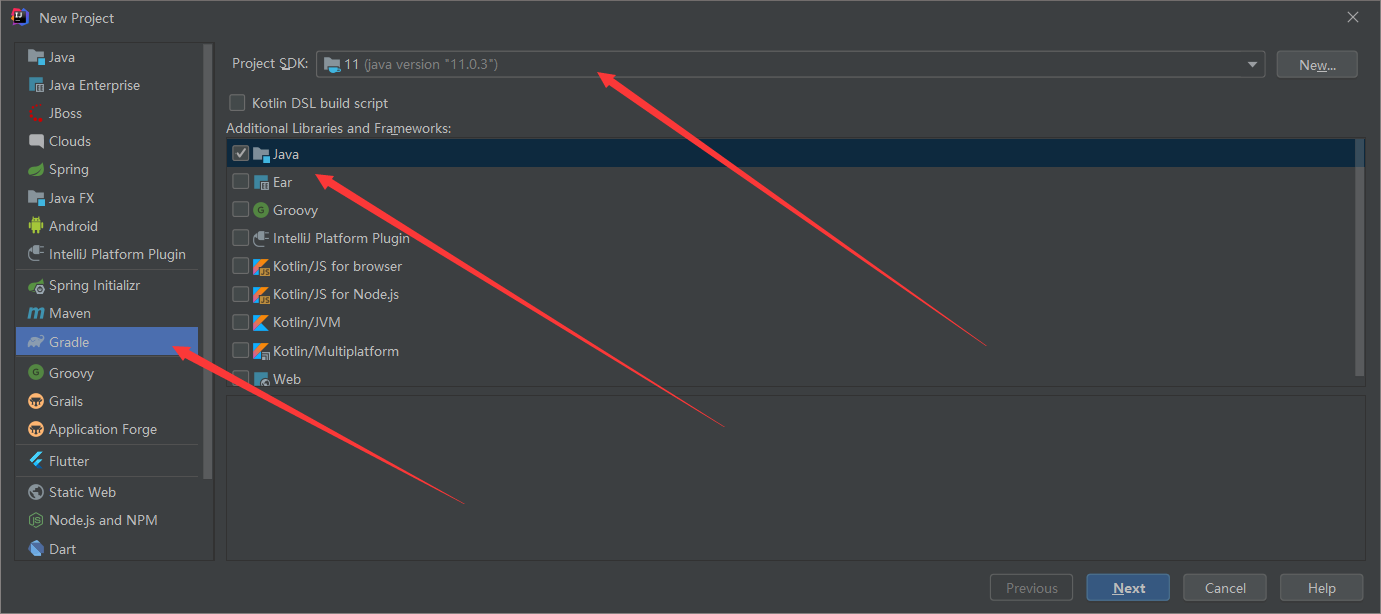 New Project
Java
Java Enterprise
JBoss
Clouds
Spring
Java FX
Android
IntelliJ Platform Plugin
Spring Initializr
Maven
Gradle
Groovy
Grails
Application Forge
Flutter
Static Web
Node.js and NPM
Dart
Project SDK: 11 (java version "11.0.3") New...
Kotlin DSL build script
Additional Libraries and Frameworks:
Java
Ear
Groovy
IntelliJ Platform Plugin
Kotlin/JS for browser
Kotlin/JS for Node.js
Kotlin/JVM
Kotlin/Multiplatform
Web
Previous Next Cancel Help